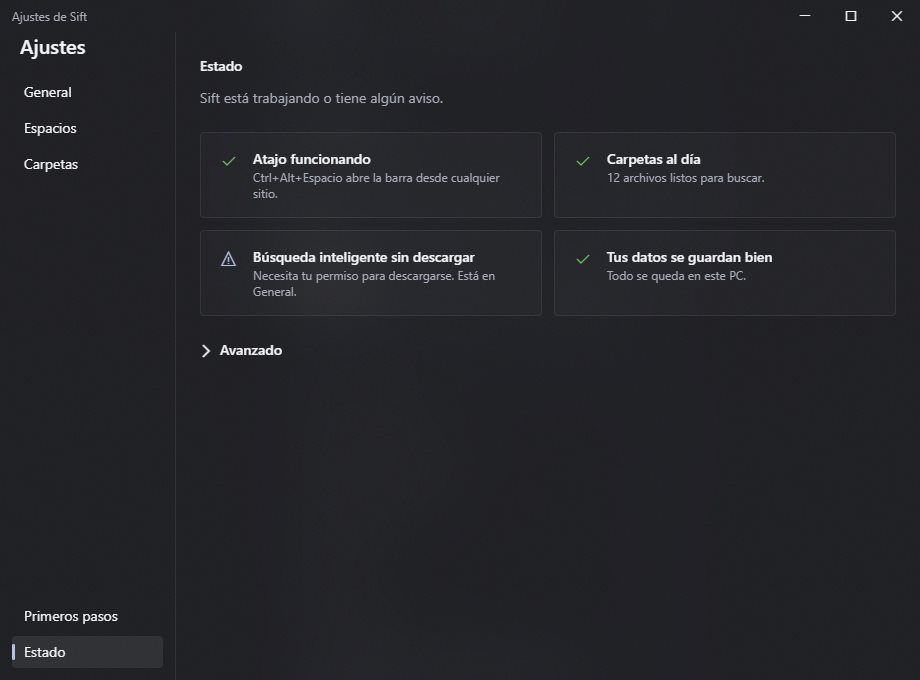 Ajustes de Sift
Ajustes
General
Espacios
Carpetas
Primeros pasos
Estado
Estado
Sift está trabajando o tiene algún aviso.
Atajo funcionando
Ctrl+Alt+Espacio abre la barra desde cualquier
sitio.
Carpetas al día
12 archivos listos para buscar.
Búsqueda inteligente sin descargar
Necesita tu permiso para descargarse. Está en
General.
Tus datos se guardan bien
Todo se queda en este PC.
Avanzado